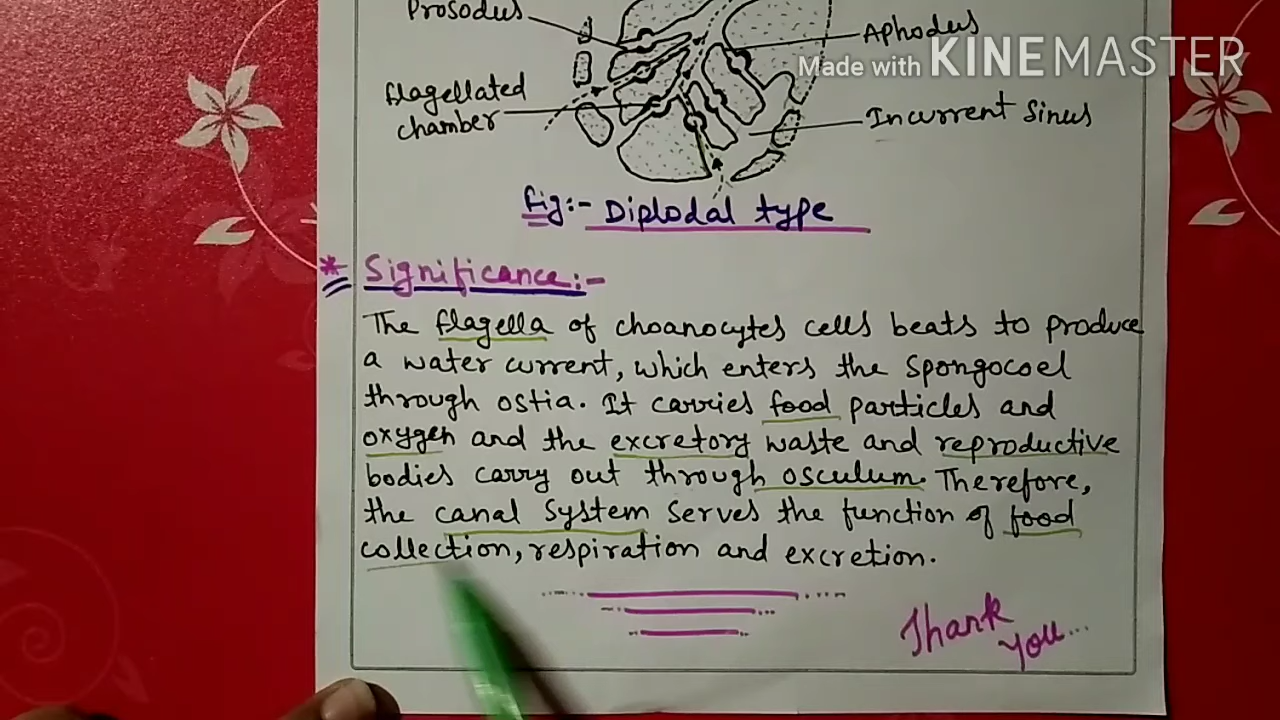 Prosodus
Aphodus
Made with KINEMASTER
flagellated
chamber
Incurrent Sinus
Fig:- Diplodal type
* Significance:-
The flagella of choanocytes cells beats to produce
a water current, which enters the spongocoel
through ostia. It carries food particles and
oxygen and the excretory waste and reproductive
bodies carry out through osculum. Therefore,
the canal system serves the function of food
collection, respiration and excretion.
Thank
You...